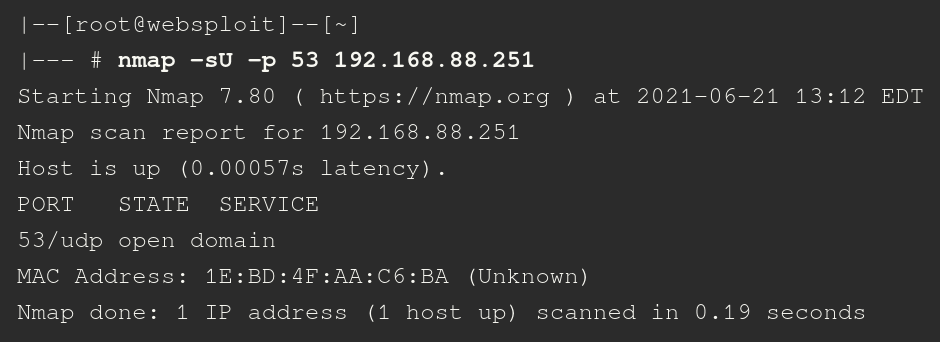 |--[root@websploit]--[~]
|--- # nmap -sU -p 53 192.168.88.251
Starting Nmap 7.80 ( https://nmap.org ) at 2021-06-21 13:12 EDT
Nmap scan report for 192.168.88.251
Host is up (0.00057s latency).
PORT   STATE  SERVICE
53/udp open domain
MAC Address: 1E:BD:4F:AA:C6:BA (Unknown)
Nmap done: 1 IP address (1 host up) scanned in 0.19 seconds